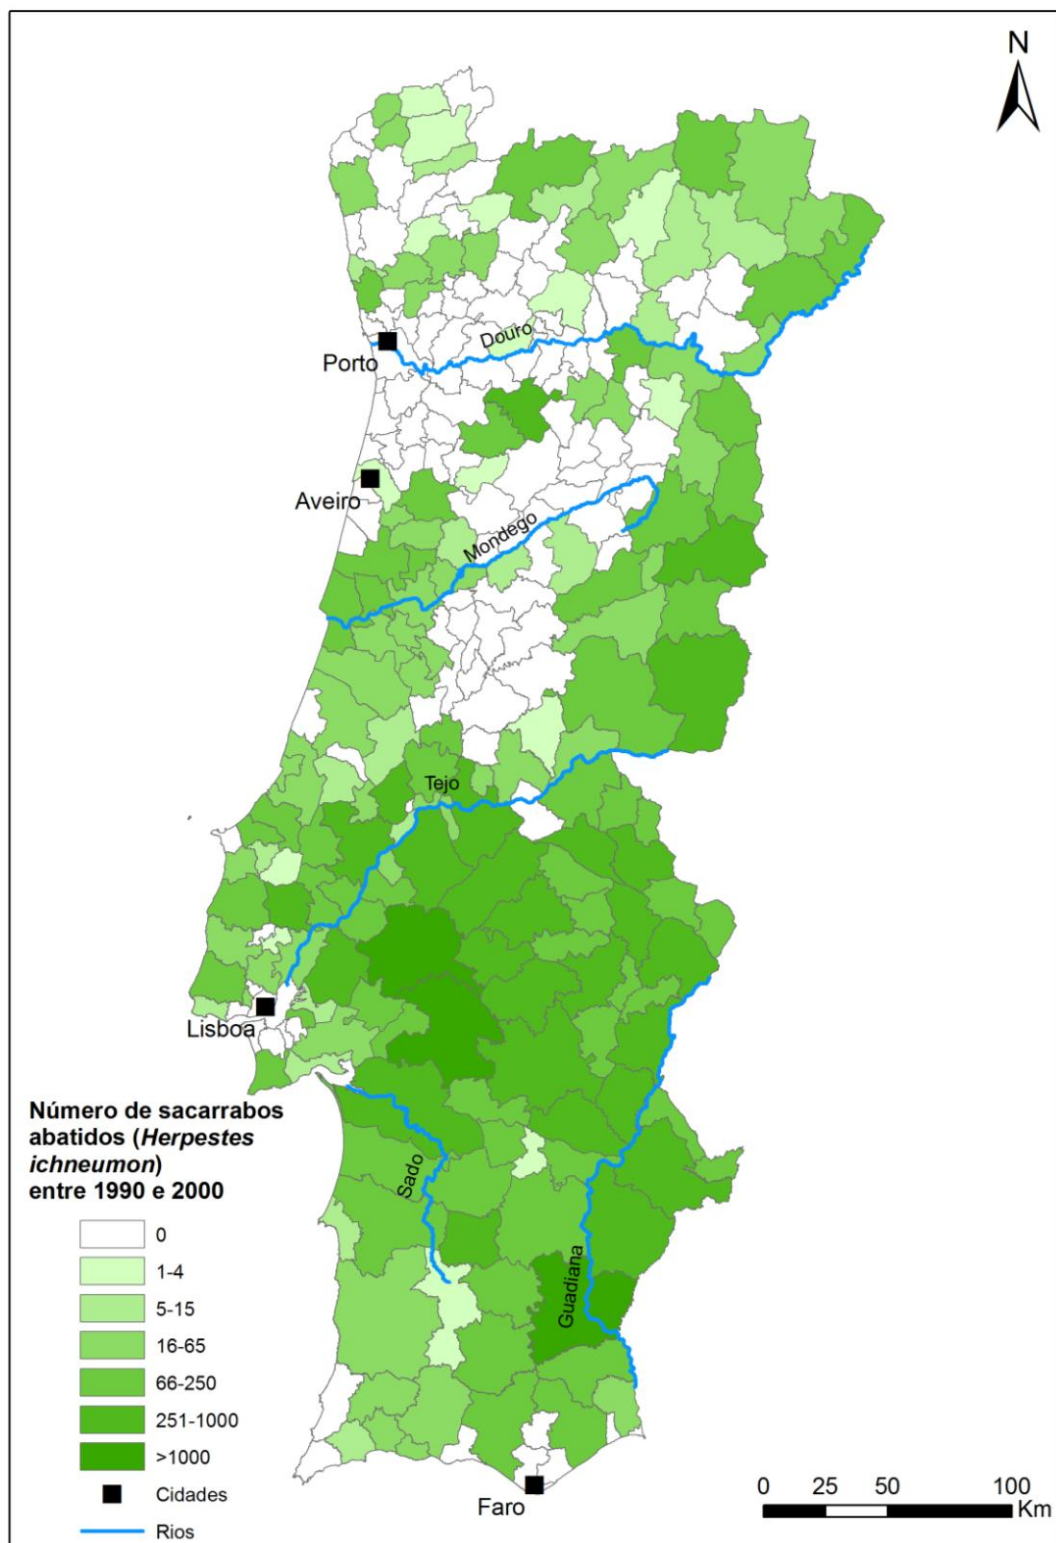 N
Douro
Porto
Aveiro
Mondego
Tejo
Lisboa
Número de sacarrabos
abatidos (Herpestes
ichneumon)
entre 1990 e 2000
Sado
Guadiana
0
1-4
5-15
16-65
66-250
251-1000
>1000
Cidades
Rios
Faro
0 25 50 100
Km